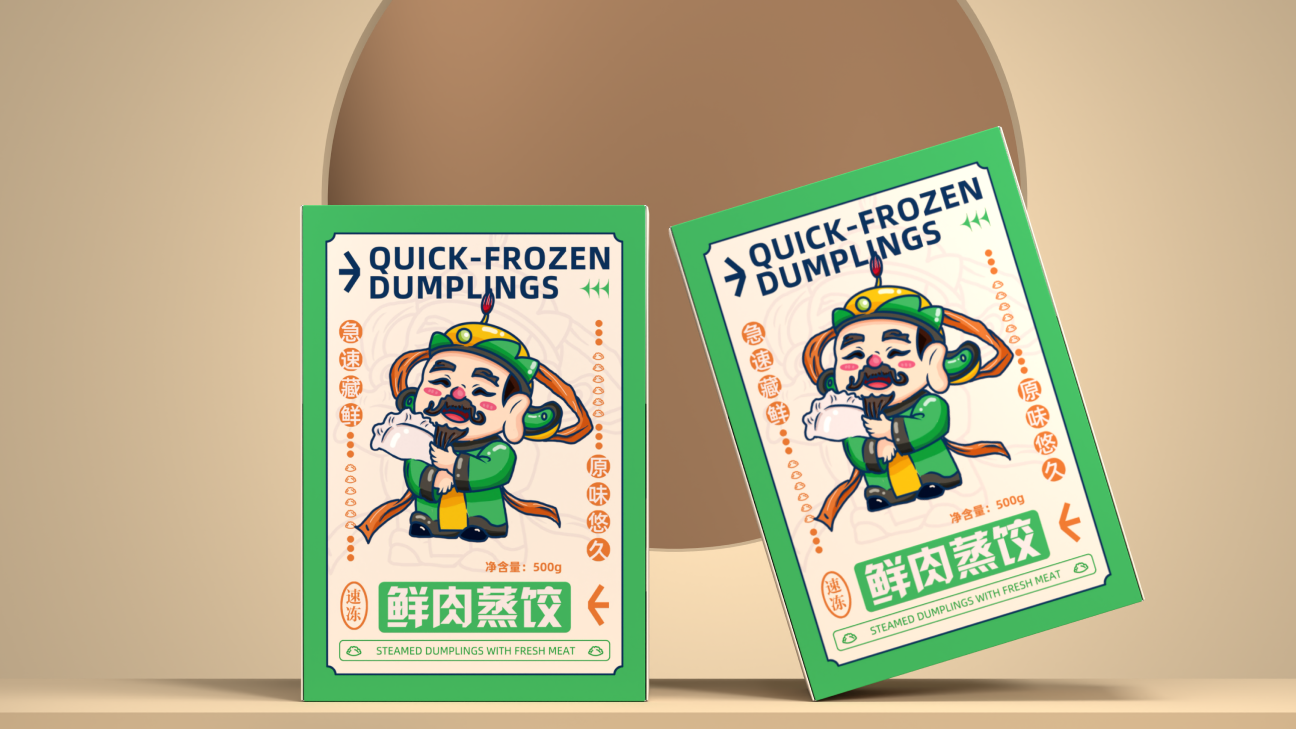 QUICK-FROZEN
DUMPLINGS
急速藏鲜
原味悠久
净含量：500g
速冻
鲜肉蒸饺
STEAMED DUMPLINGS WITH FRESH MEAT
QUICK-FROZEN
DUMPLINGS
急速藏鲜
原味悠久
净含量：500g
速冻
鲜肉蒸饺
STEAMED DUMPLINGS WITH FRESH MEAT